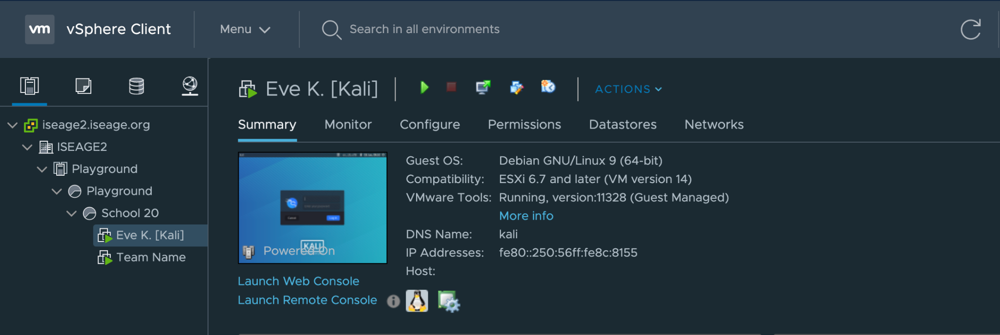 vm vSphere Client Menu Search in all environments
Eve K. [Kali] ACTIONS
Summary Monitor Configure Permissions Datastores Networks
iseage2.iseage.org
ISEAGE2
Playground
Playground
School 20
Eve K. [Kali]
Team Name
KALI
Powered On
Launch Web Console
Launch Remote Console
Guest OS: Debian GNU/Linux 9 (64-bit)
Compatibility: ESXi 6.7 and later (VM version 14)
VMware Tools: Running, version:11328 (Guest Managed)
More info
DNS Name: kali
IP Addresses: fe80::250:56ff:fe8c:8155
Host: